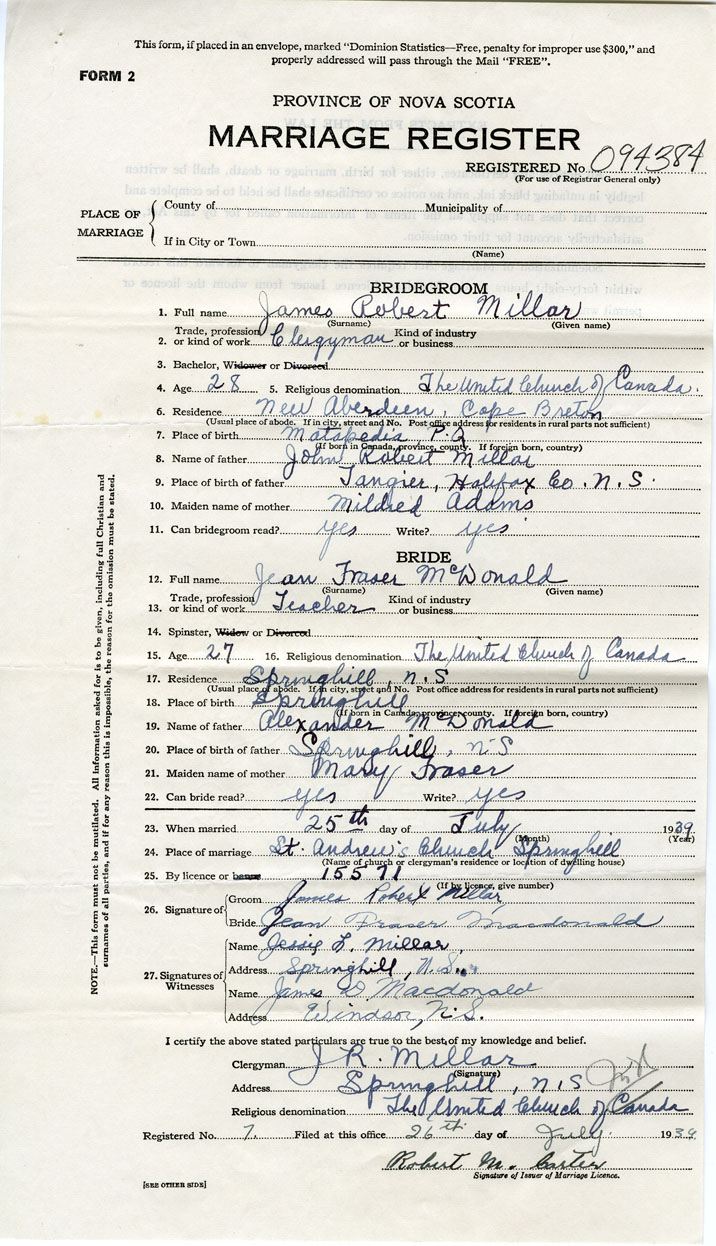 This form, if placed in an envelope, marked "Dominion Statistics—Free, penalty for improper use $300," and
properly addressed will pass through the Mail "FREE".
FORM 2
PROVINCE OF NOVA SCOTIA
MARRIAGE REGISTER
REGISTERED No. 094384
(For use of Registrar General only)
PLACE OF MARRIAGE
County of Municipality of
If in City or Town
(Name)
BRIDEGROOM
1. Full name James Robert Millar
(Surname) (Given name)
2. Trade, profession or kind of work Clergyman Kind of industry or business
3. Bachelor, Widower or Divorced
4. Age 28 5. Religious denomination The United Church of Canada.
6. Residence New Aberdeen, Cape Breton
(Usual place of abode. If in city, street and No. Post office address for residents in rural parts not sufficient)
7. Place of birth Matapedia, P.Q.
(If born in Canada, province, county. If foreign born, country)
8. Name of father John Robert Millar
9. Place of birth of father Tangier, Halifax Co. N.S.
10. Maiden name of mother Mildred Adams
11. Can bridegroom read? yes Write? yes
BRIDE
12. Full name Jean Fraser McDonald
(Surname) (Given name)
13. Trade, profession or kind of work Teacher Kind of industry or business
14. Spinster, Widow or Divorced
15. Age 27 16. Religious denomination The United Church of Canada
17. Residence Springhill, N.S
(Usual place of abode. If in city, street and No. Post office address for residents in rural parts not sufficient)
18. Place of birth Springhill
(If born in Canada, province, county. If foreign born, country)
19. Name of father Alexander McDonald
20. Place of birth of father Springhill, N.S
21. Maiden name of mother Mary Fraser
22. Can bride read? yes Write? yes
23. When married 25th day of July 1939
(Month) (Year)
24. Place of marriage St. Andrew's Church Springhill
(Name of church or clergyman's residence or location of dwelling house)
25. By licence or banns 15571
(If by licence, give number)
26. Signature of
Groom James Robert Millar
Bride Jean Fraser Macdonald
27. Signatures of Witnesses
Name Jessie L. Millar
Address Springhill, N.S.
Name James D. Macdonald
Address Windsor, N.S.
I certify the above stated particulars are true to the best of my knowledge and belief.
Clergyman J.R. Millar
(Signature)
Address Springhill, N.S
Religious denomination The United Church of Canada
Registered No. 7. Filed at this office 26th day of July. 1939
Robert M.
Signature of Issuer of Marriage Licence.
[SEE OTHER SIDE]
NOTE.—This form must not be mutilated. All information asked for is to be given, including full Christian and
surnames of all parties, and if for any reason this is impossible, the reason for the omission must be stated.